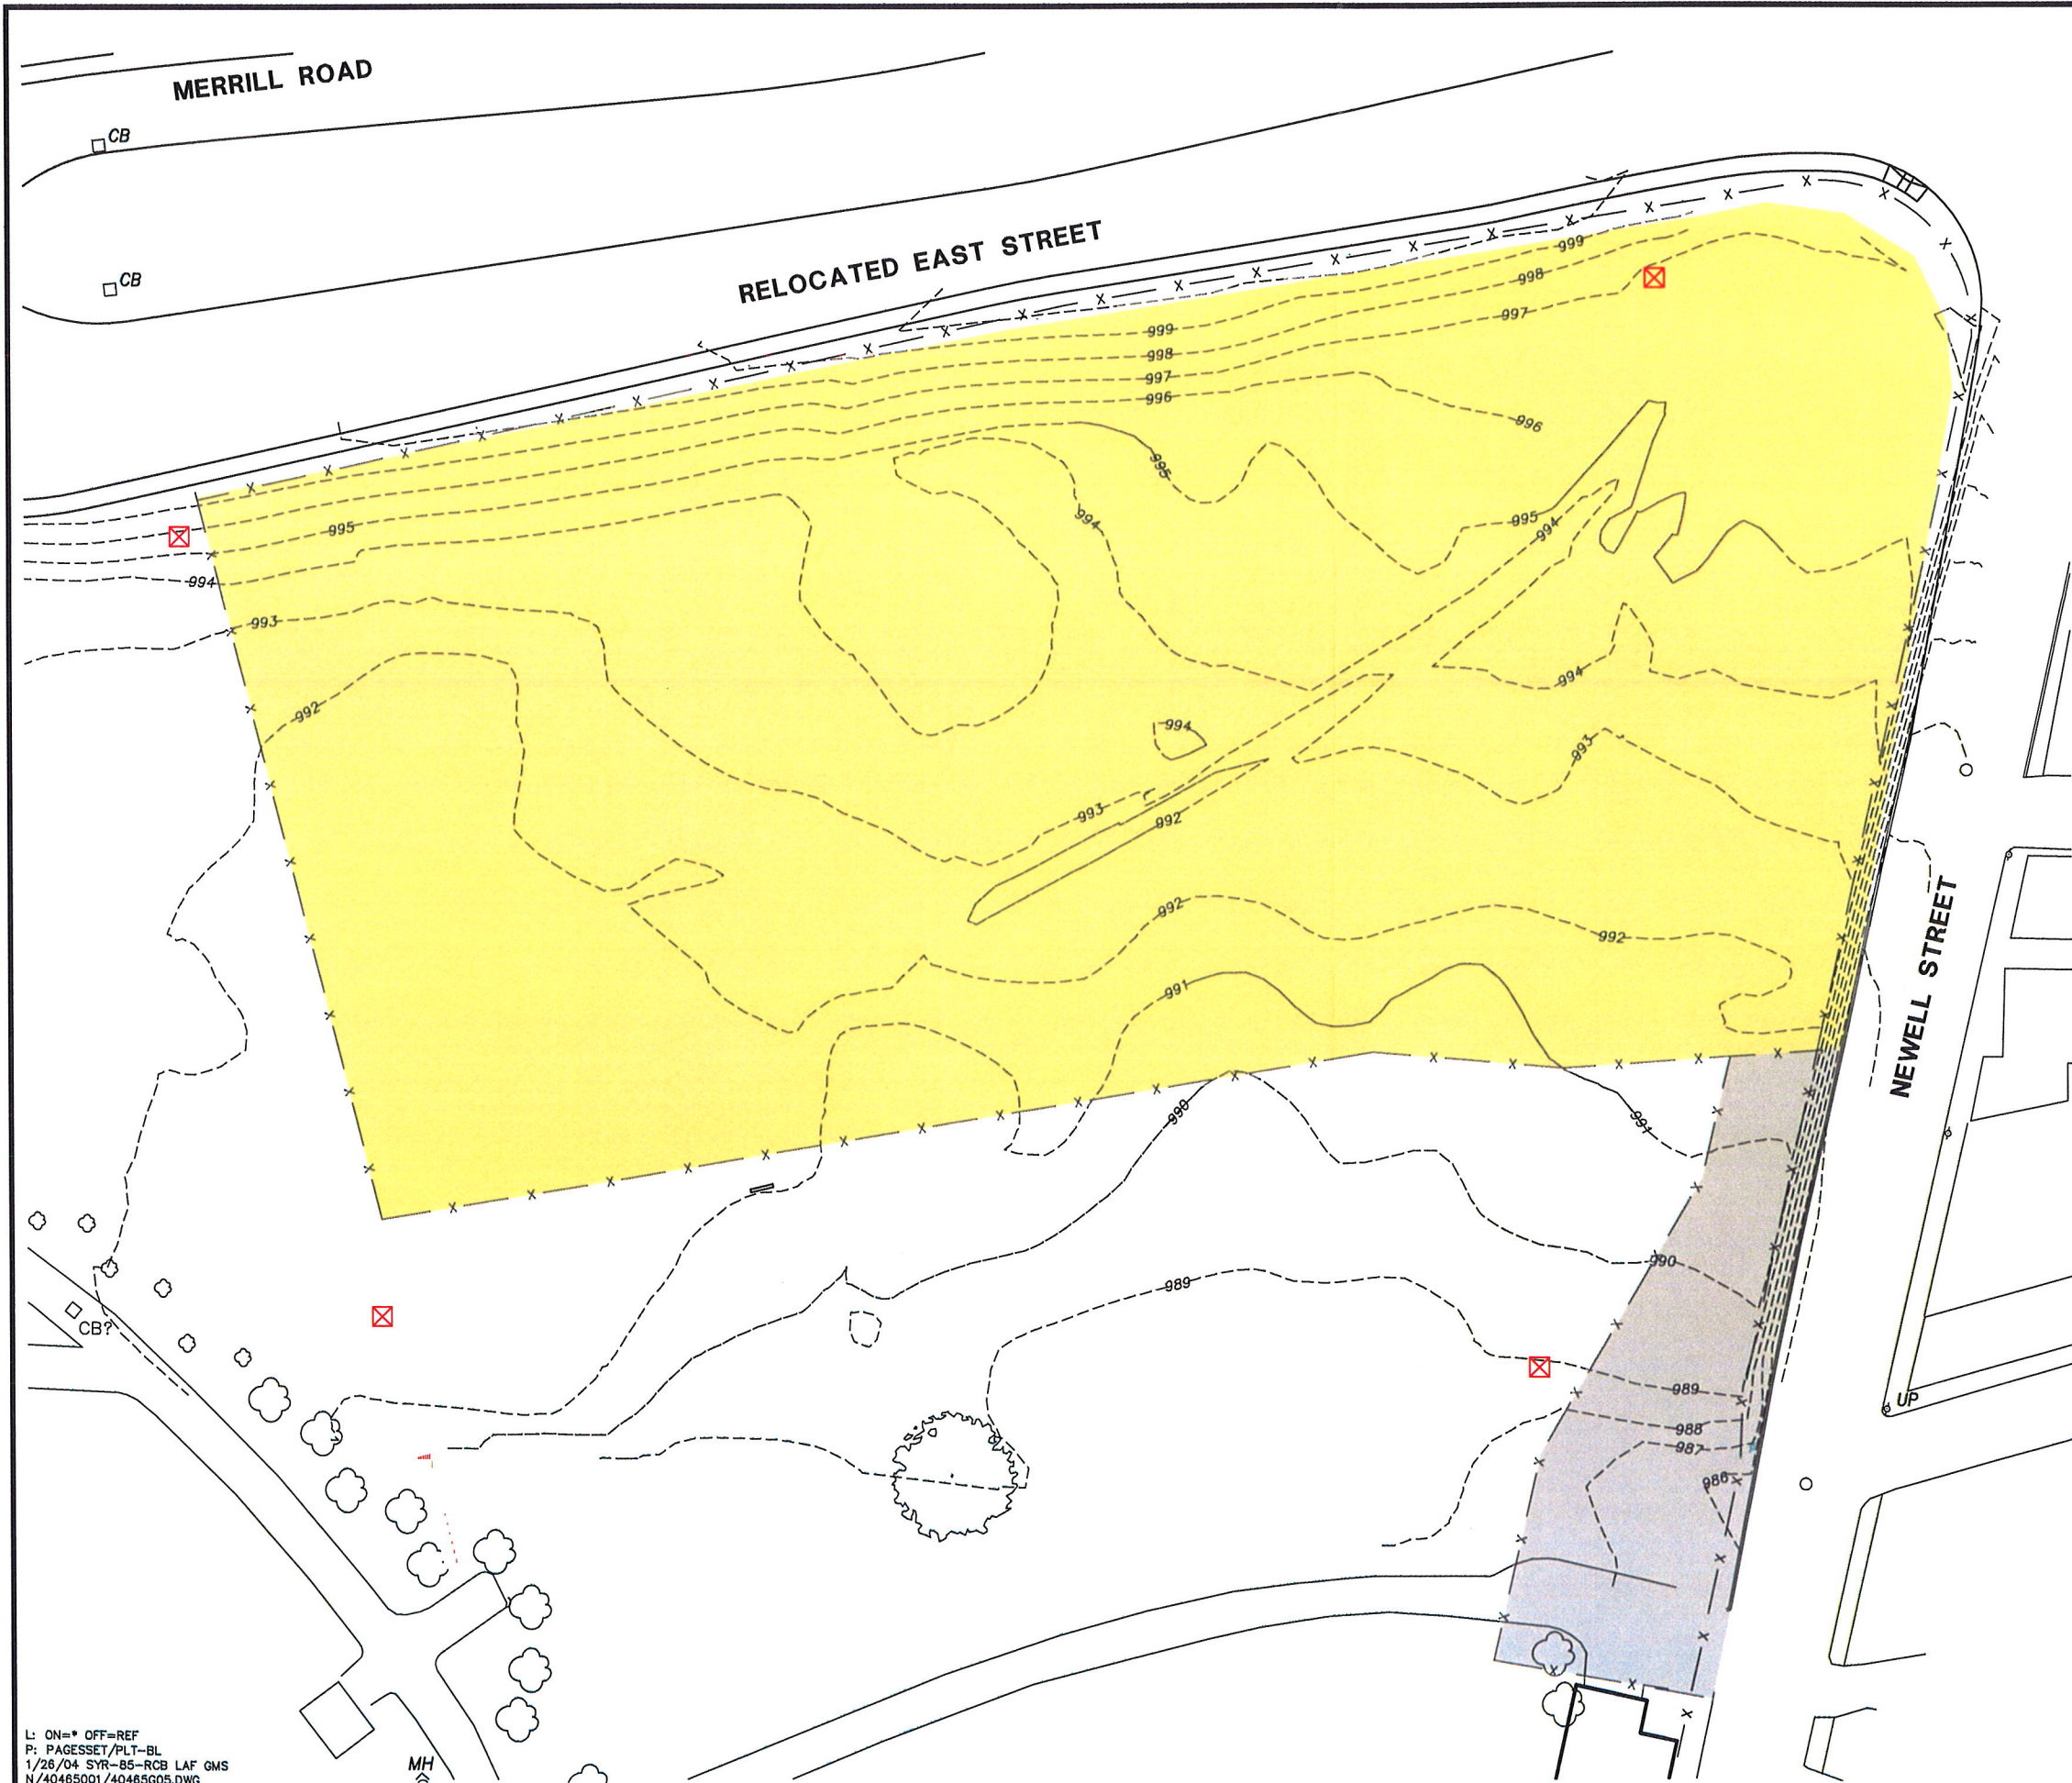 MERRILL ROAD
CB
CB
RELOCATED EAST STREET
999
998
997
999
998
997
996
996
995
995
994
995
994
994
993
992
994
994
993
993
992
992
992
991
NEWELL STREET
990
991
990
989
989
988
987
986
CB?
UP
MH
L: ON=* OFF=REF
P: PAGESSET/PLT-BL
1/26/04 SYR-85-RCB LAF GMS
N/40465001/40465G05.DWG